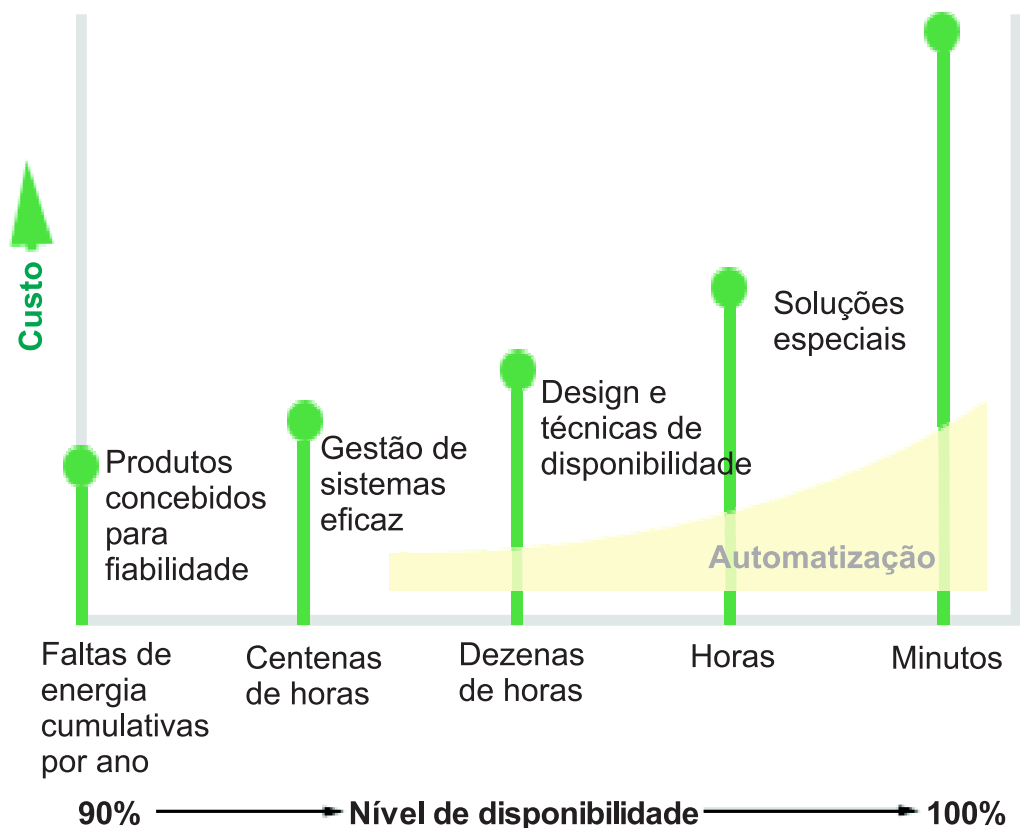 Custo
Produtos
concebidos
para
fiabilidade
Gestão de
sistemas
eficaz
Design e
técnicas de
disponibilidade
Soluções
especiais
Automatização
Faltas de
energia
cumulativas
por ano
Centenas
de horas
Dezenas
de horas
Horas
Minutos
90% Nível de disponibilidade 100%